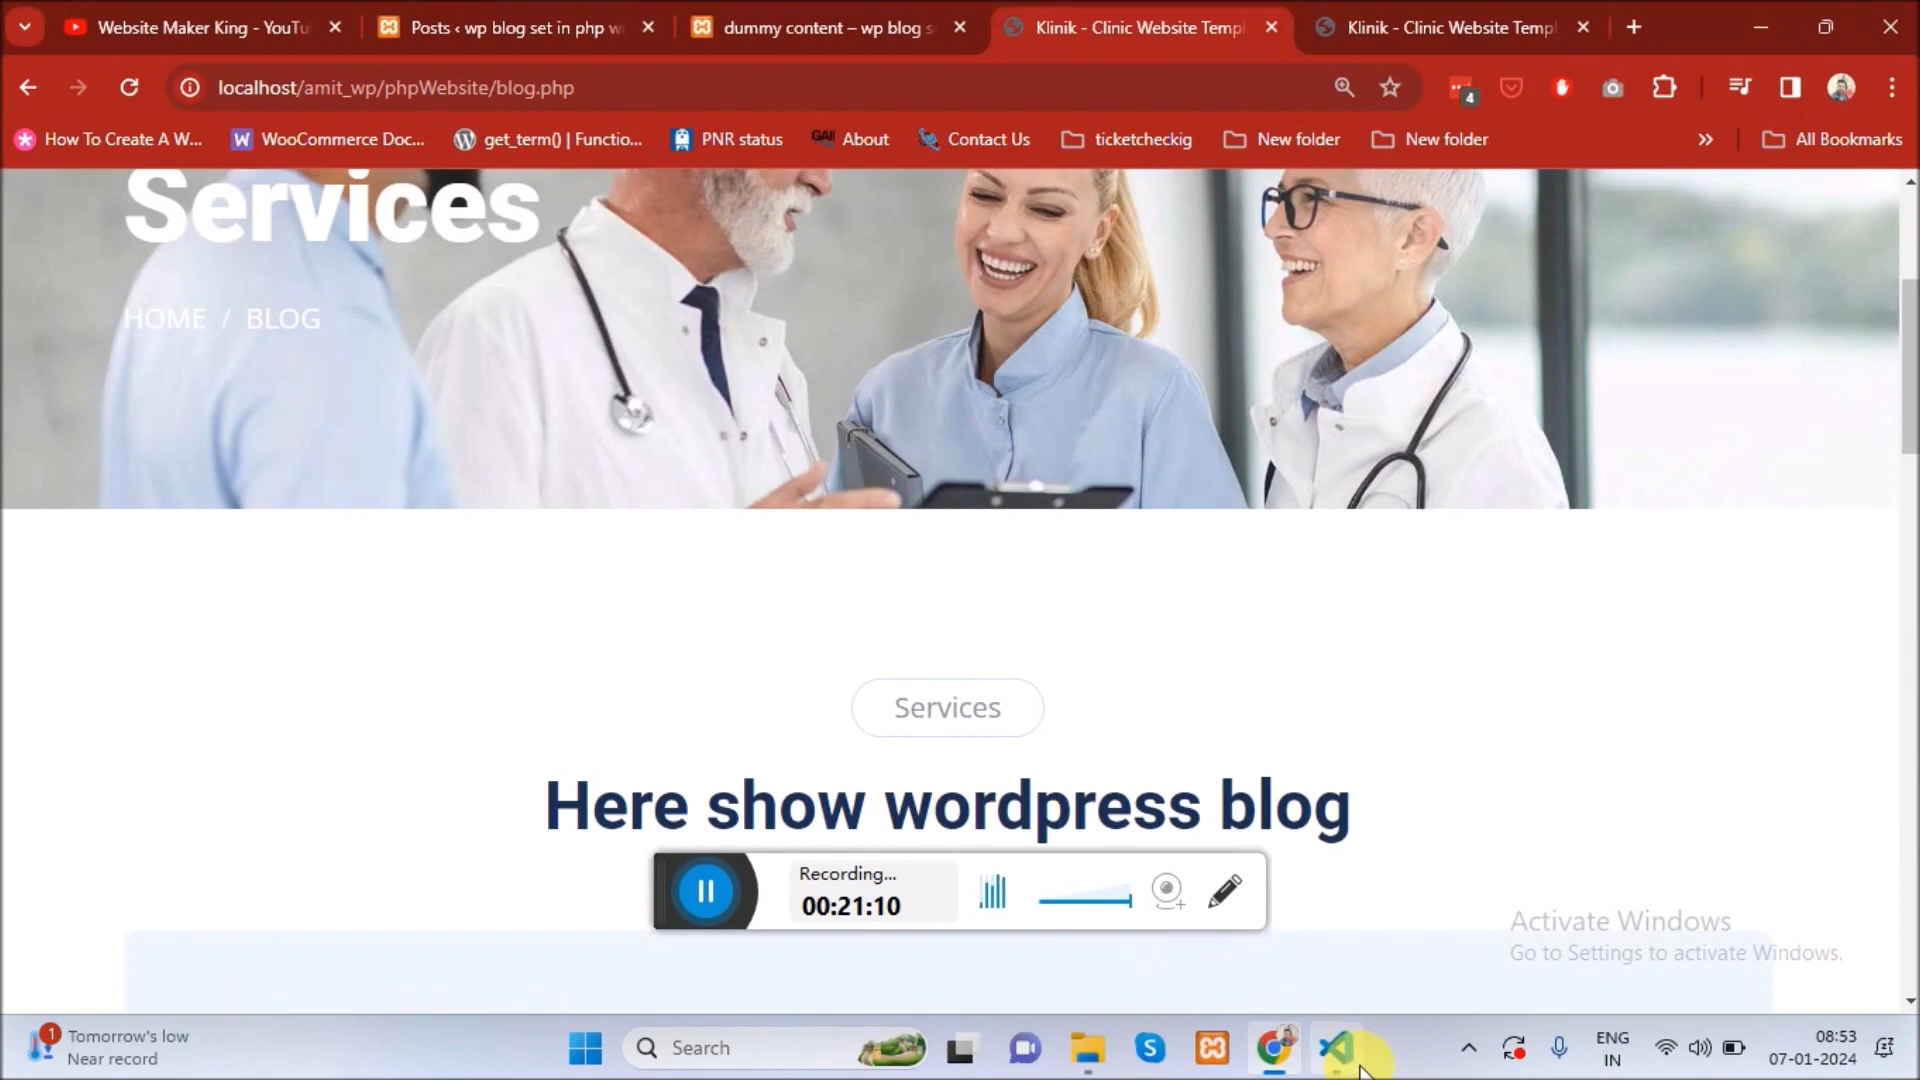 Website Maker King - YouTu
Posts ‹ wp blog set in php w
dummy content – wp blog s
Klinik - Clinic Website Templ
Klinik - Clinic Website Templ
localhost/amit_wp/phpWebsite/blog.php
4
How To Create A W...
WooCommerce Doc...
get_term() | Functio...
PNR status
About
Contact Us
ticketcheckig
New folder
New folder
»
All Bookmarks
Services
HOME / BLOG
Services
Here show wordpress blog
Recording...
00:21:10
Activate Windows
Go to Settings to activate Windows.
1
Tomorrow's low
Near record
Search
ENG
IN
08:53
07-01-2024